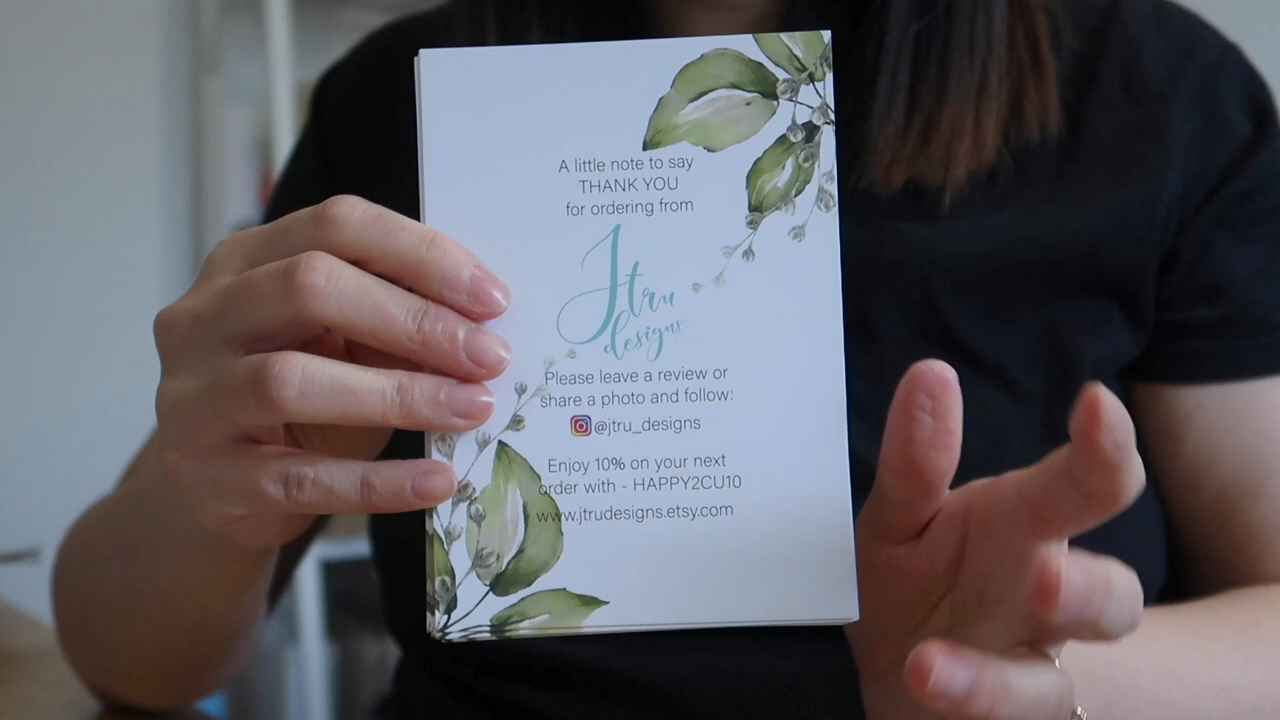 A little note to say
THANK YOU
for ordering from
Jtru
designs
Please leave a review or
share a photo and follow:
@jtru_designs
Enjoy 10% on your next
order with - HAPPY2CU10
www.jtrudesigns.etsy.com